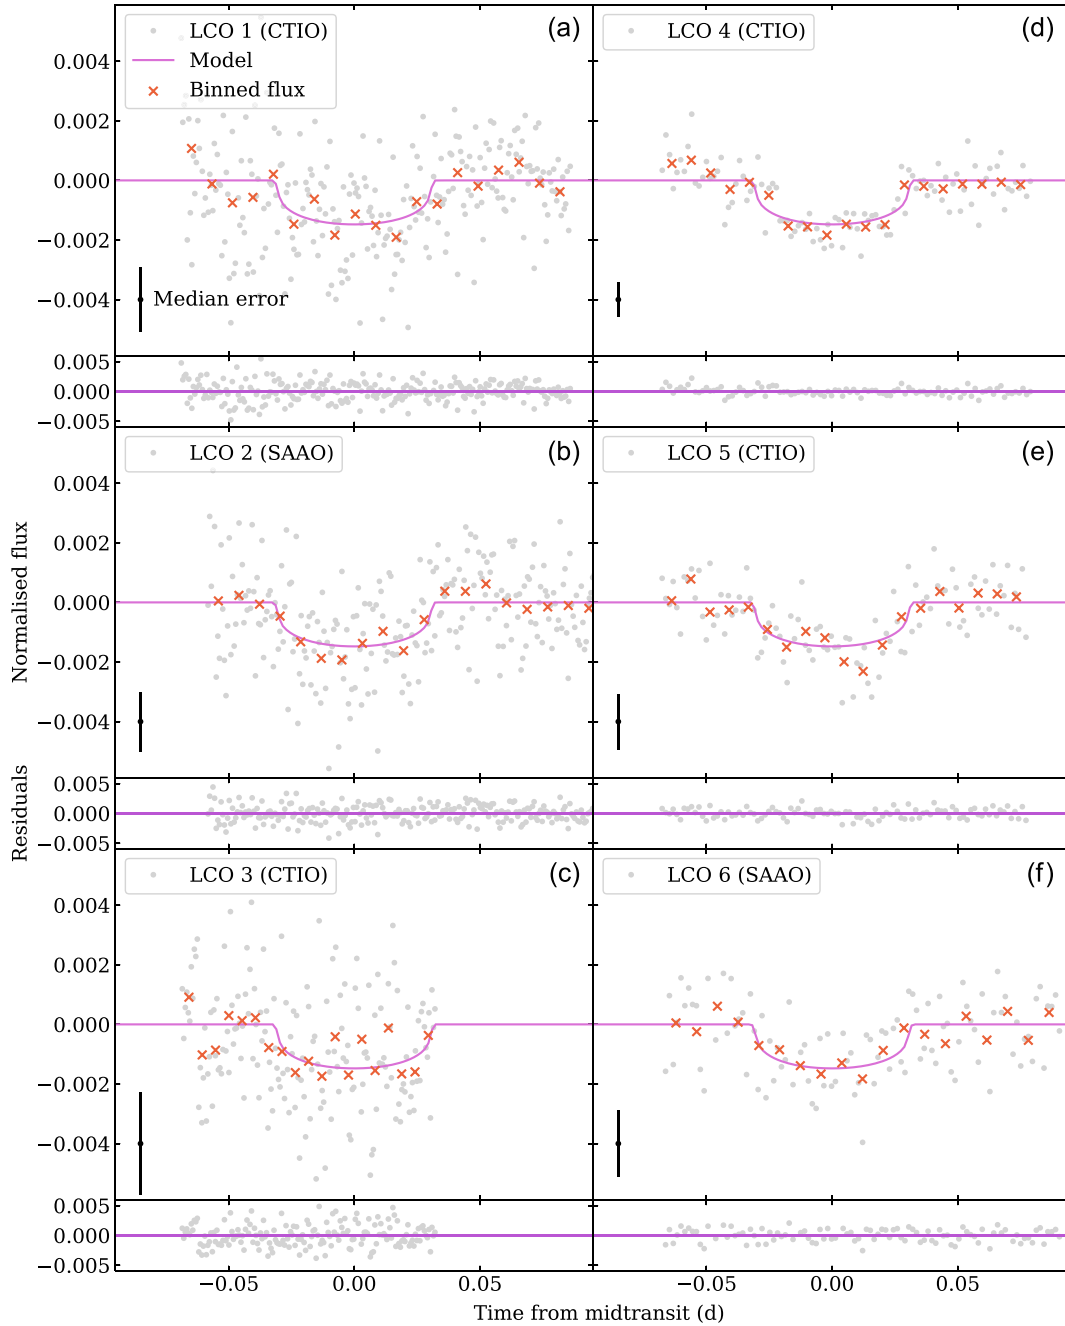 LCO 1 (CTIO)
Model
Binned flux
(a)
0.004
0.002
0.000
−0.002
−0.004
Median error
0.005
0.000
−0.005
LCO 4 (CTIO)
(d)
LCO 2 (SAAO)
(b)
0.004
0.002
0.000
−0.002
−0.004
0.005
0.000
−0.005
LCO 5 (CTIO)
(e)
Normalised flux
Residuals
LCO 3 (CTIO)
(c)
0.004
0.002
0.000
−0.002
−0.004
0.005
0.000
−0.005
LCO 6 (SAAO)
(f)
−0.05 0.00 0.05 −0.05 0.00 0.05
Time from midtransit (d)